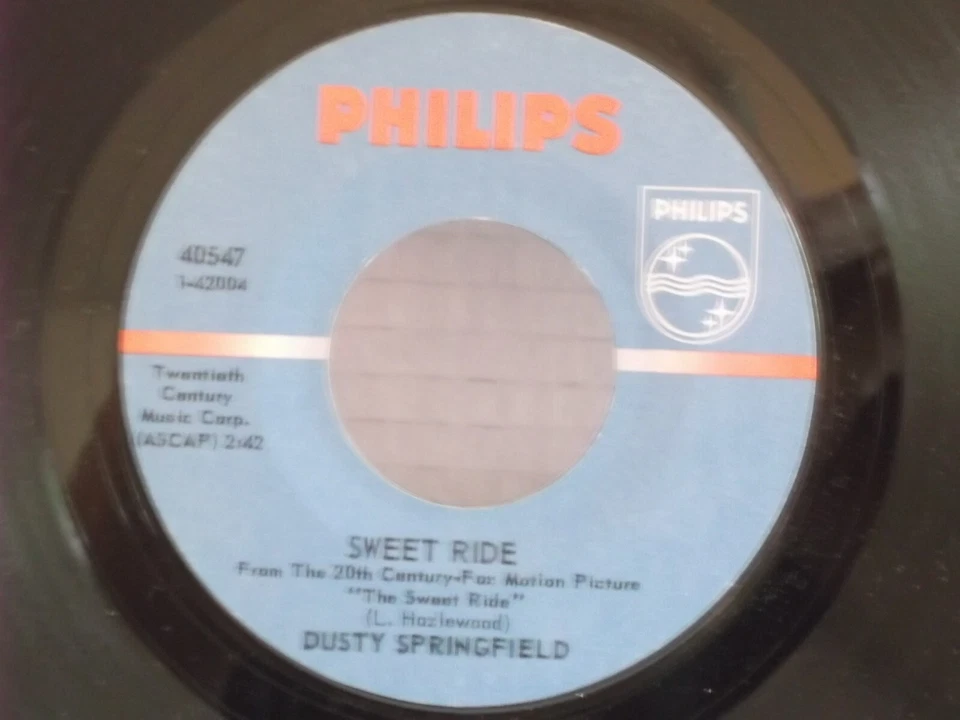 PHILIPS
PHILIPS
40547
1-42004
Twentieth
Century
Music Corp.
(ASCAP) 2:42
SWEET RIDE
From The 20th Century-Fox Motion Picture
"The Sweet Ride"
(L. Hazlewood)
DUSTY SPRINGFIELD